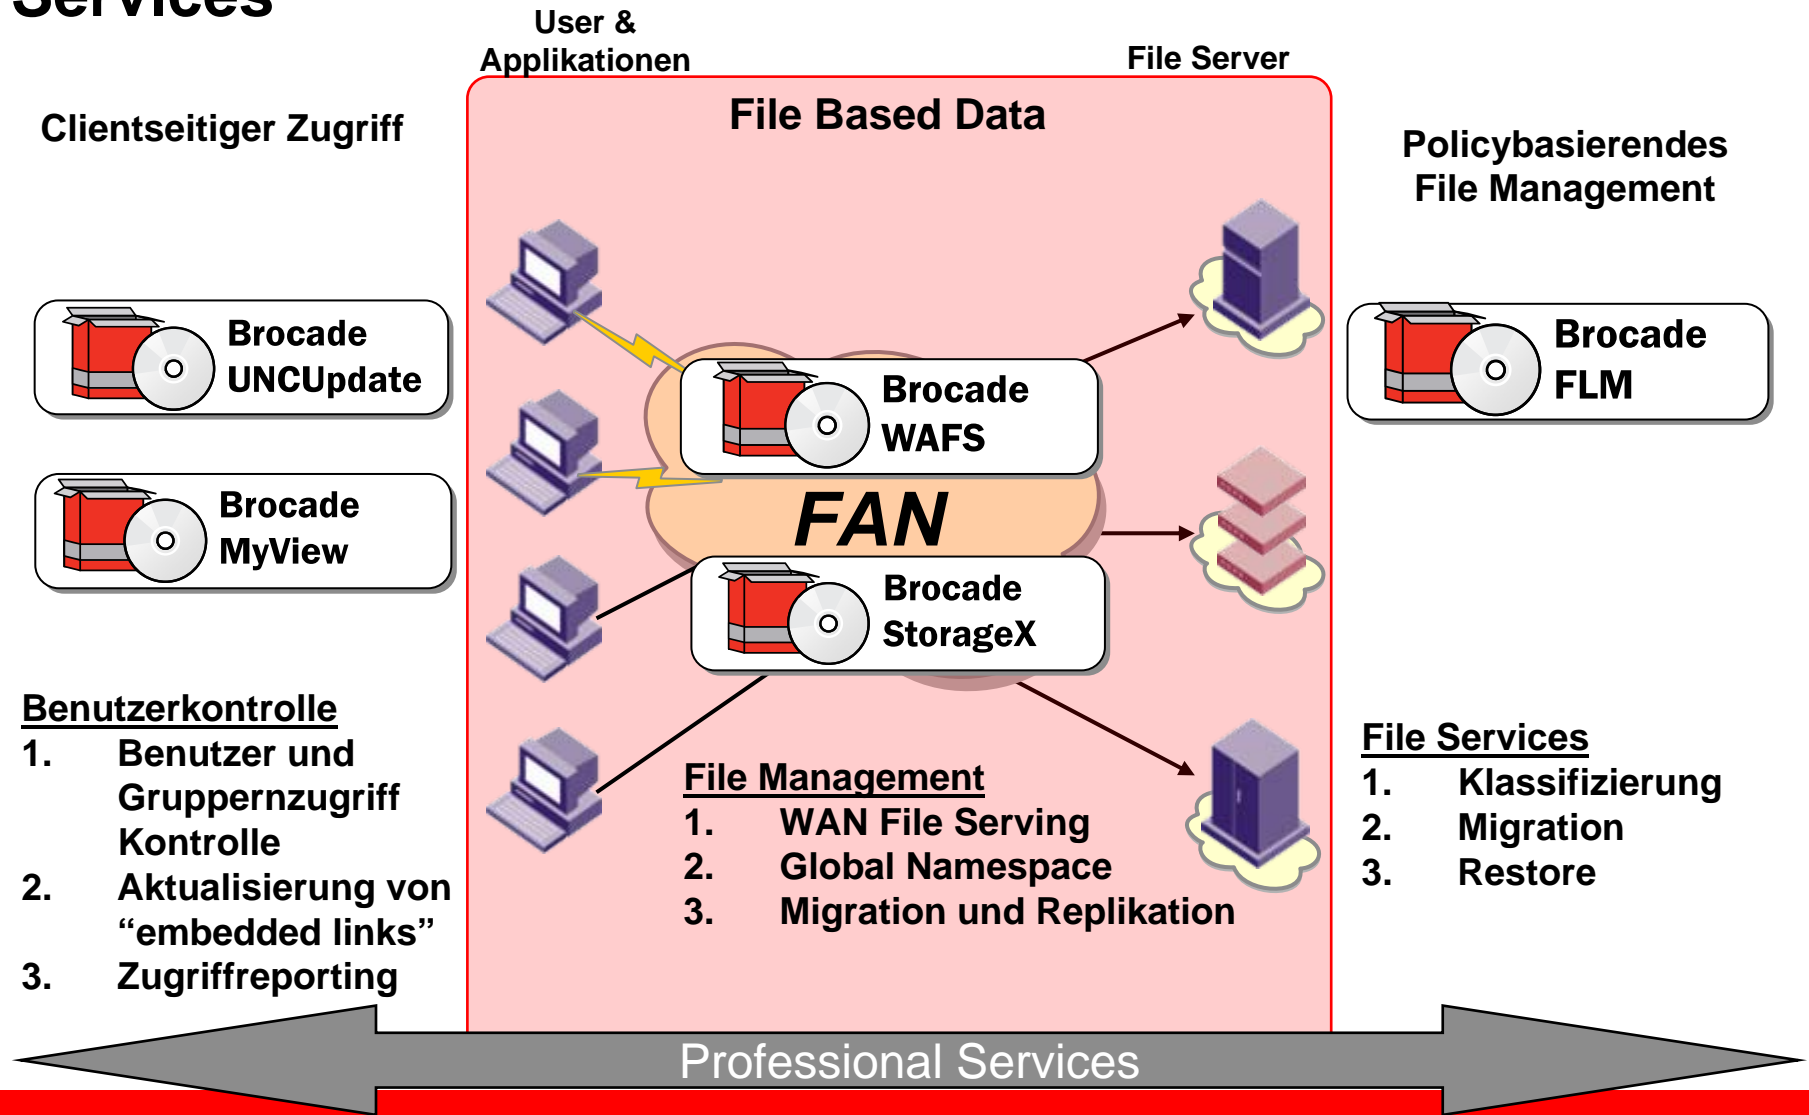 Services
User &
Applikationen
File Server
Clientseitiger Zugriff
File Based Data
Policybasierendes
File Management
Brocade
UNCUpdate
Brocade
MyView
Brocade
WAFS
FAN
Brocade
StorageX
Brocade
FLM
Benutzerkontrolle
1. Benutzer und
Gruppernzugriff
Kontrolle
2. Aktualisierung von
“embedded links”
3. Zugriffreporting
File Management
1. WAN File Serving
2. Global Namespace
3. Migration und Replikation
File Services
1. Klassifizierung
2. Migration
3. Restore
Professional Services